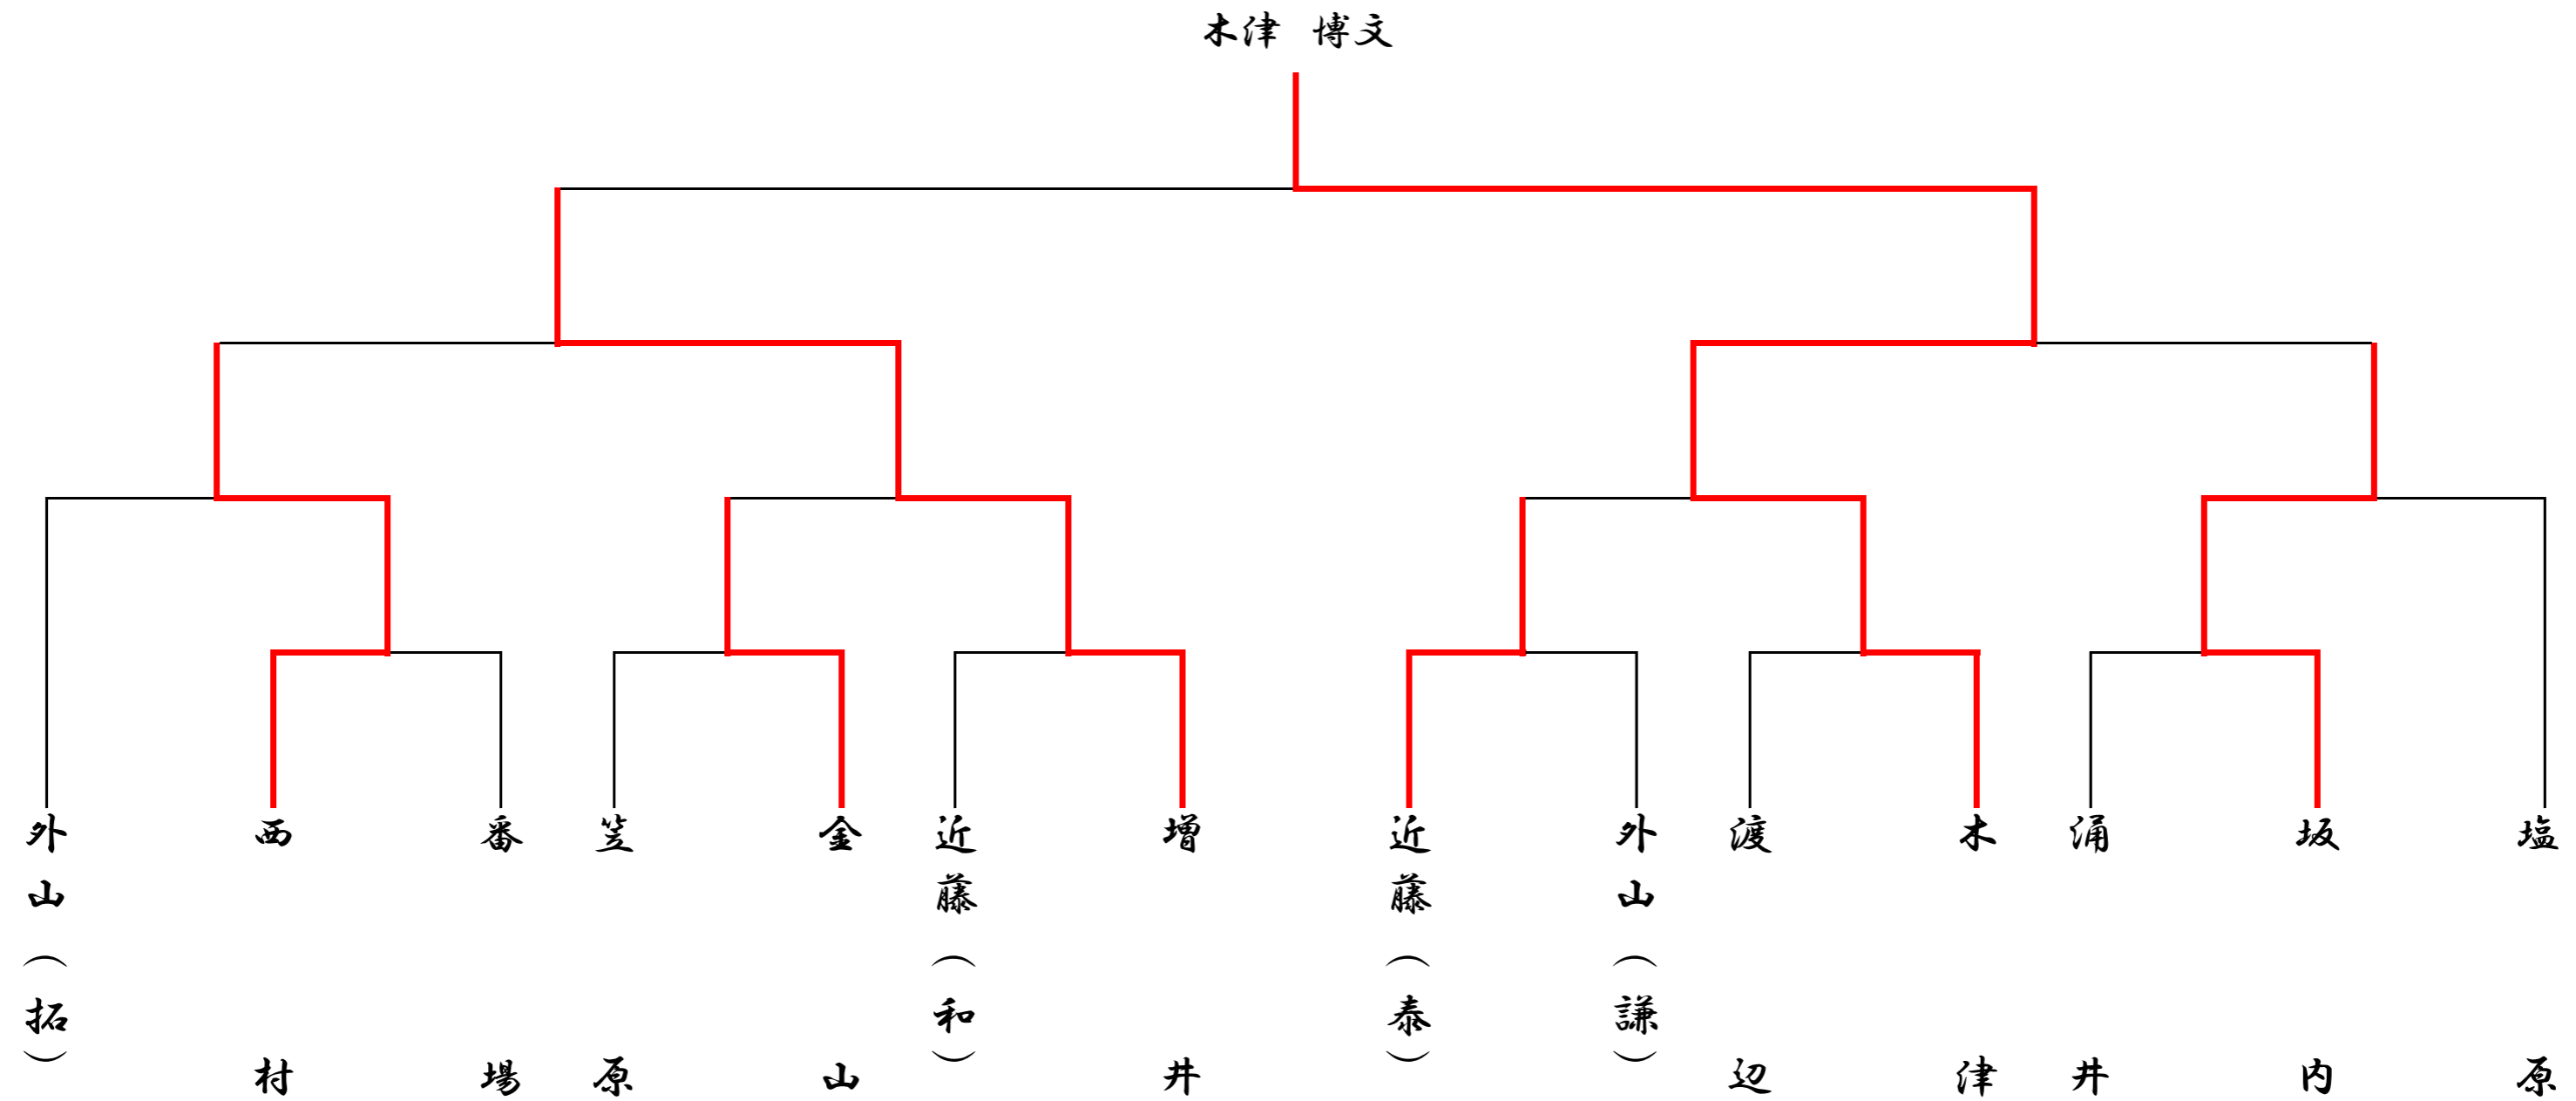 木津 博文
外山（拓）
西村
番場
笠原
金山
近藤（和）
増井
近藤（泰）
外山（謙）
渡辺
木津
涌井
坂内
塩原